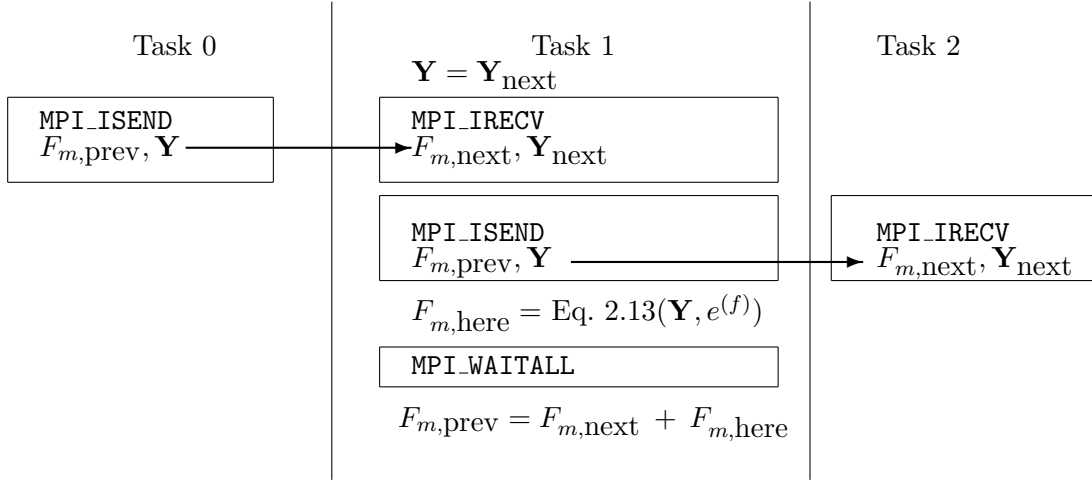 Task 0
Task 1
Task 2
Y = Y_next
MPI_ISEND
F_m,prev, Y
MPI_IRECV
F_m,next, Y_next
MPI_ISEND
F_m,prev, Y
MPI_IRECV
F_m,next, Y_next
F_m,here = Eq. 2.13(Y, e^(f))
MPI_WAITALL
F_m,prev = F_m,next + F_m,here